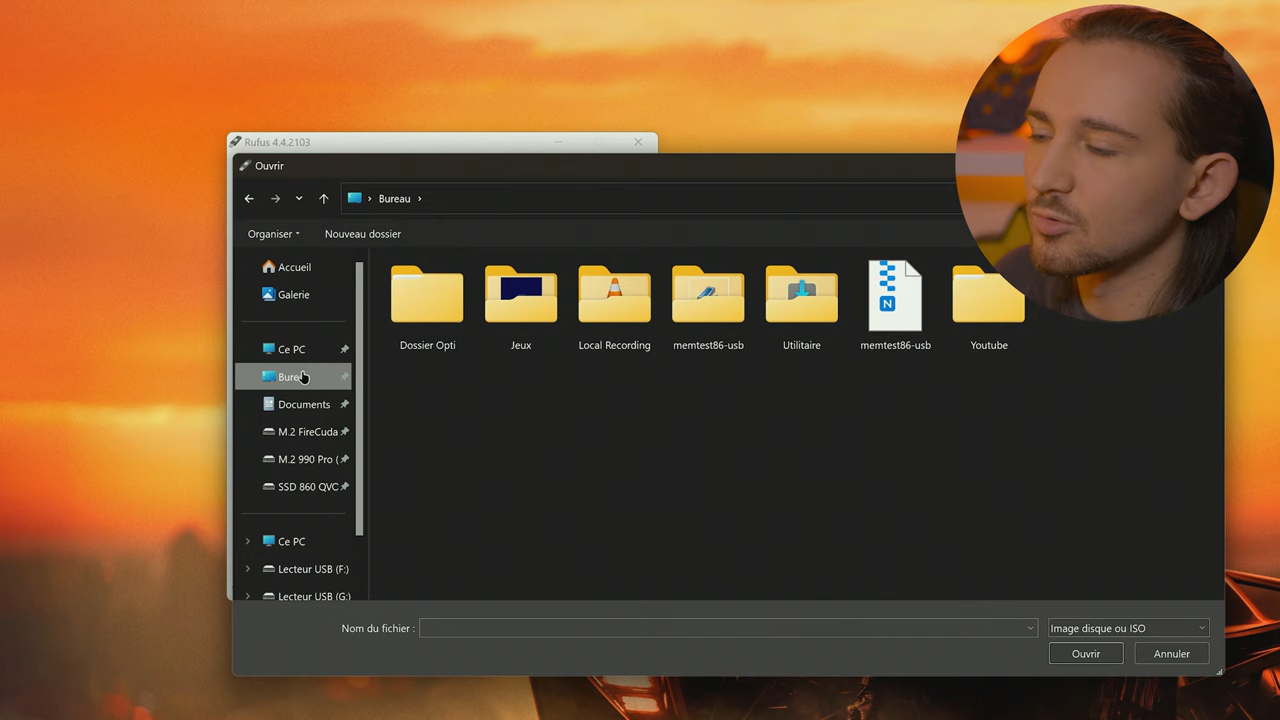 Rufus 4.4.2103
Ouvrir
Bureau
Organiser
Nouveau dossier
Accueil
Galerie
Ce PC
Bure
Documents
M.2 FireCuda
M.2 990 Pro (
SSD 860 QVC
Ce PC
Lecteur USB (F:)
Lecteur USB (G:)
Dossier Opti
Jeux
Local Recording
memtest86-usb
Utilitaire
N
memtest86-usb
Youtube
Nom du fichier :
Image disque ou ISO
Ouvrir
Annuler